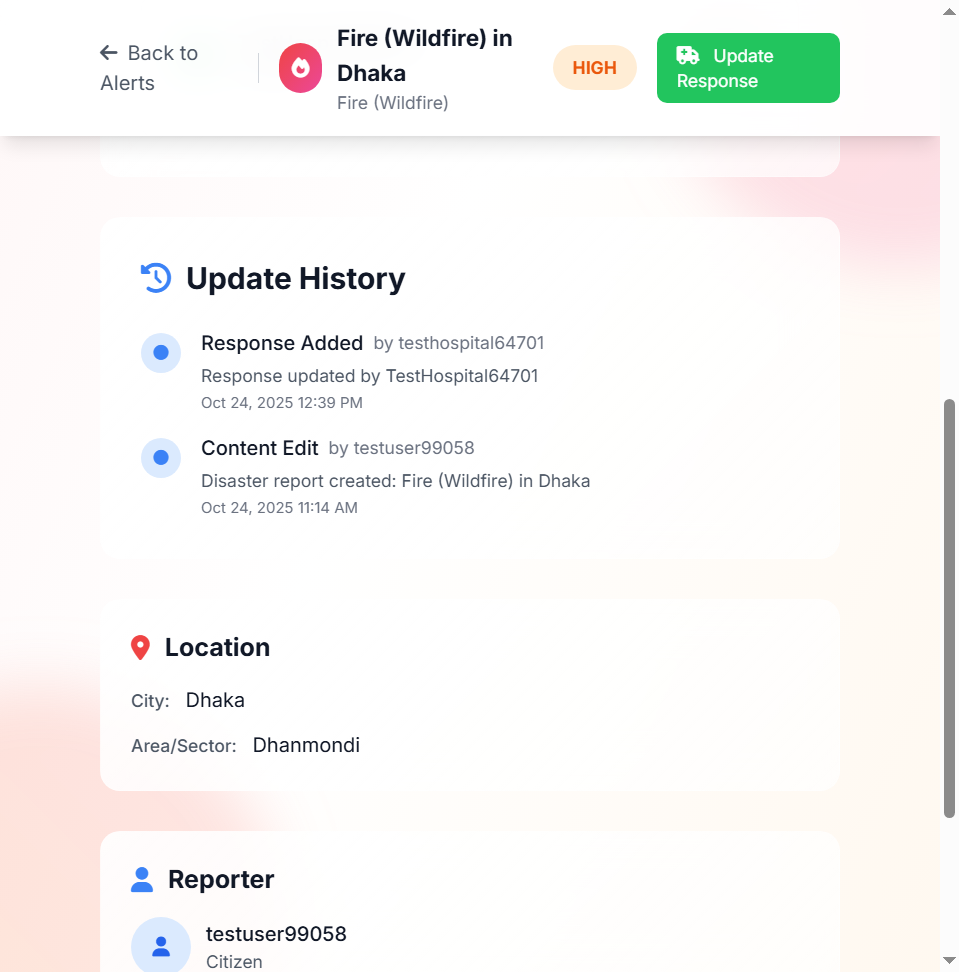 Back to
Alerts
Fire (Wildfire) in
Dhaka
Fire (Wildfire)
HIGH
Update
Response
Update History
Response Added by testhospital64701
Response updated by TestHospital64701
Oct 24, 2025 12:39 PM
Content Edit by testuser99058
Disaster report created: Fire (Wildfire) in Dhaka
Oct 24, 2025 11:14 AM
Location
City: Dhaka
Area/Sector: Dhanmondi
Reporter
testuser99058
Citizen